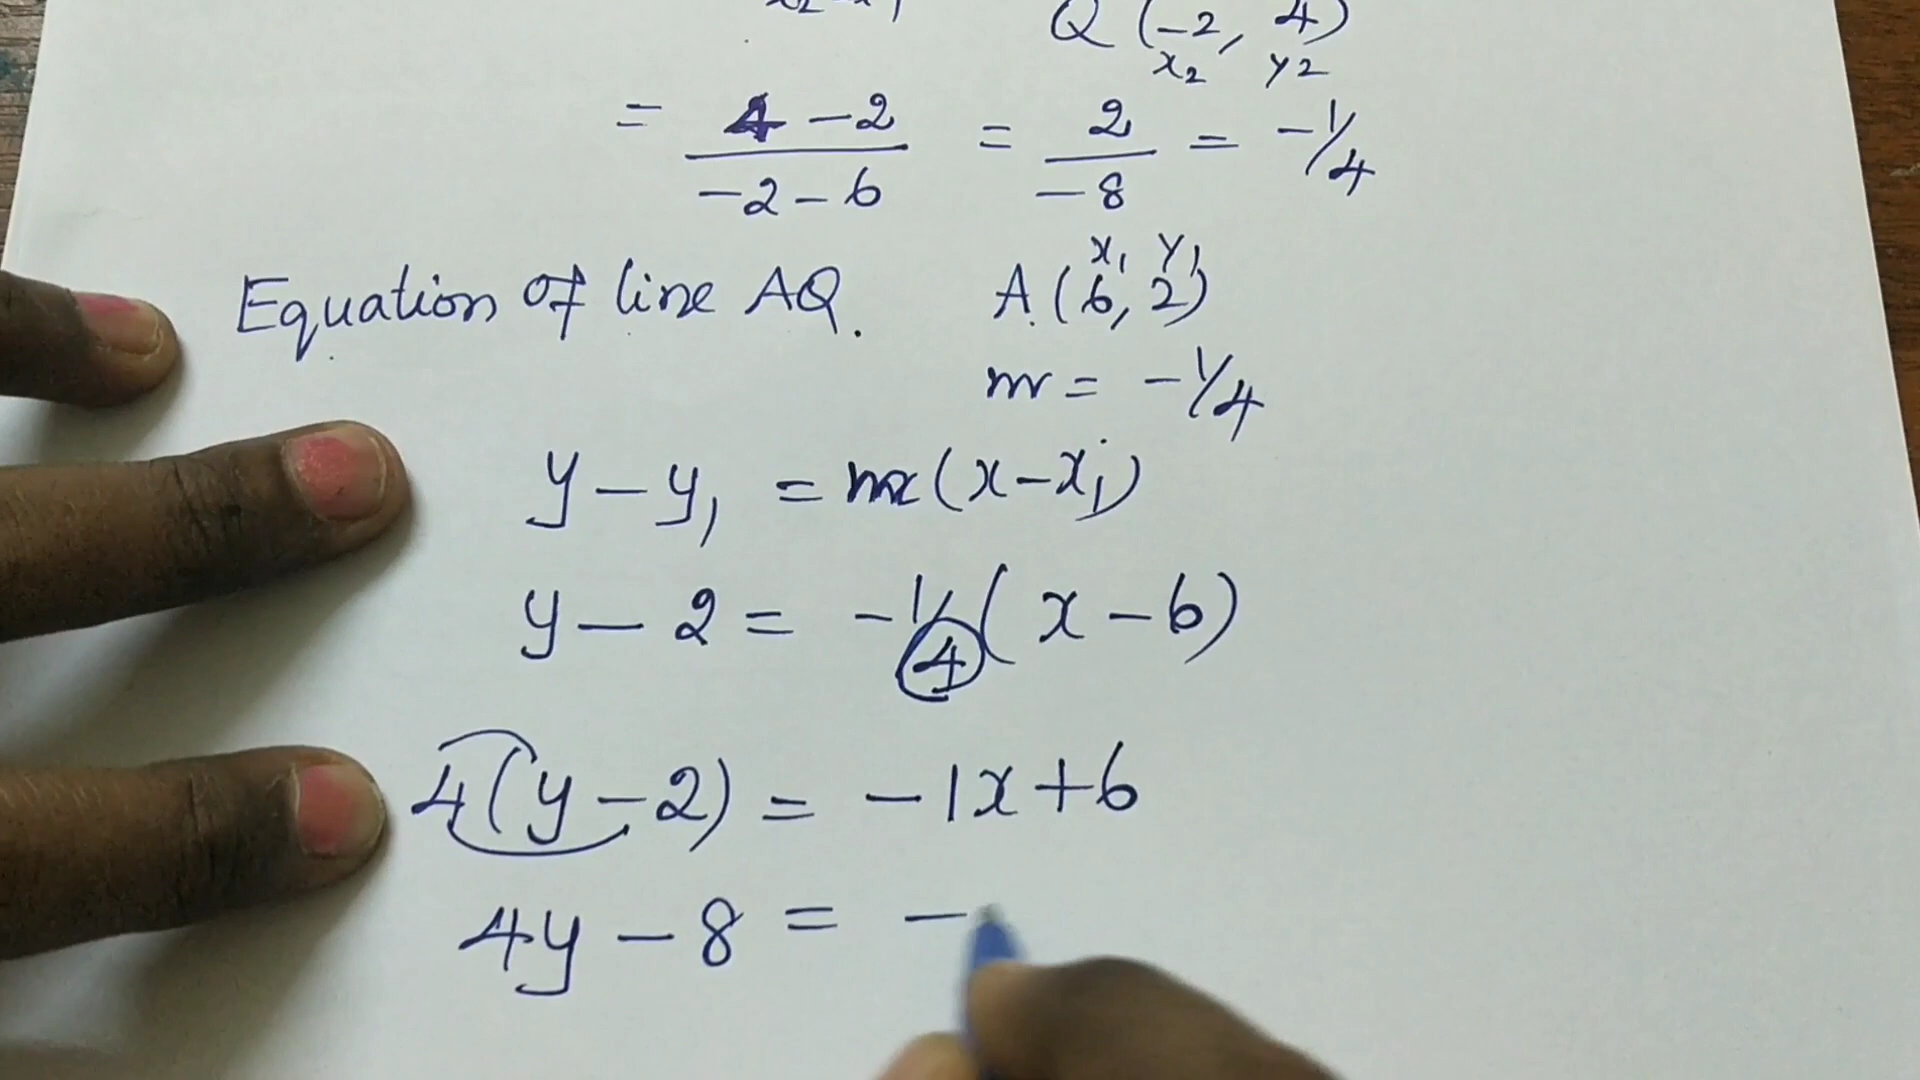 Q (-2, 4)
x2 y2
= 4 - 2 / -2 - 6 = 2 / -8 = -1/4
x1 y1
Equation of line AQ. A (6, 2)
m = -1/4
y - y1 = m(x - x1)
y - 2 = -1/4 (x - 6)
4(y - 2) = -1x + 6
4y - 8 = -